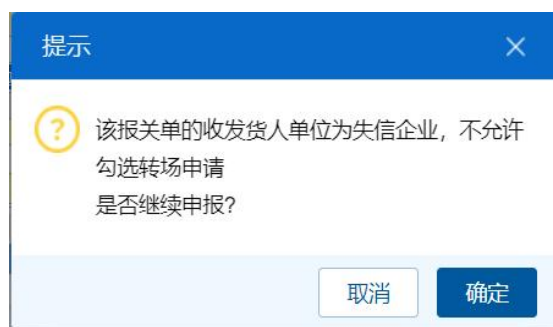 提示
该报关单的收发货人单位为失信企业，不允许
勾选转场申请
是否继续申报？
取消
确定